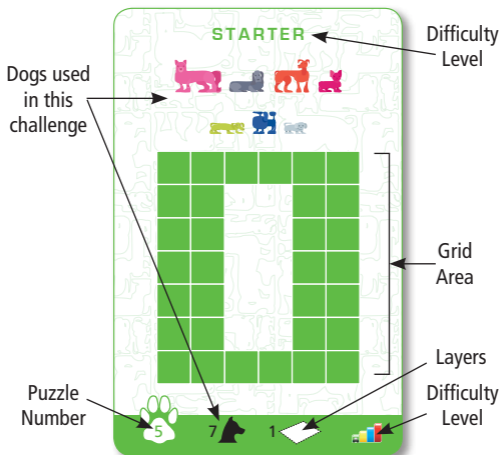 STARTER
Difficulty
Level
Dogs used
in this
challenge
Grid
Area
Layers
Puzzle
Number
5
7
1
Difficulty
Level